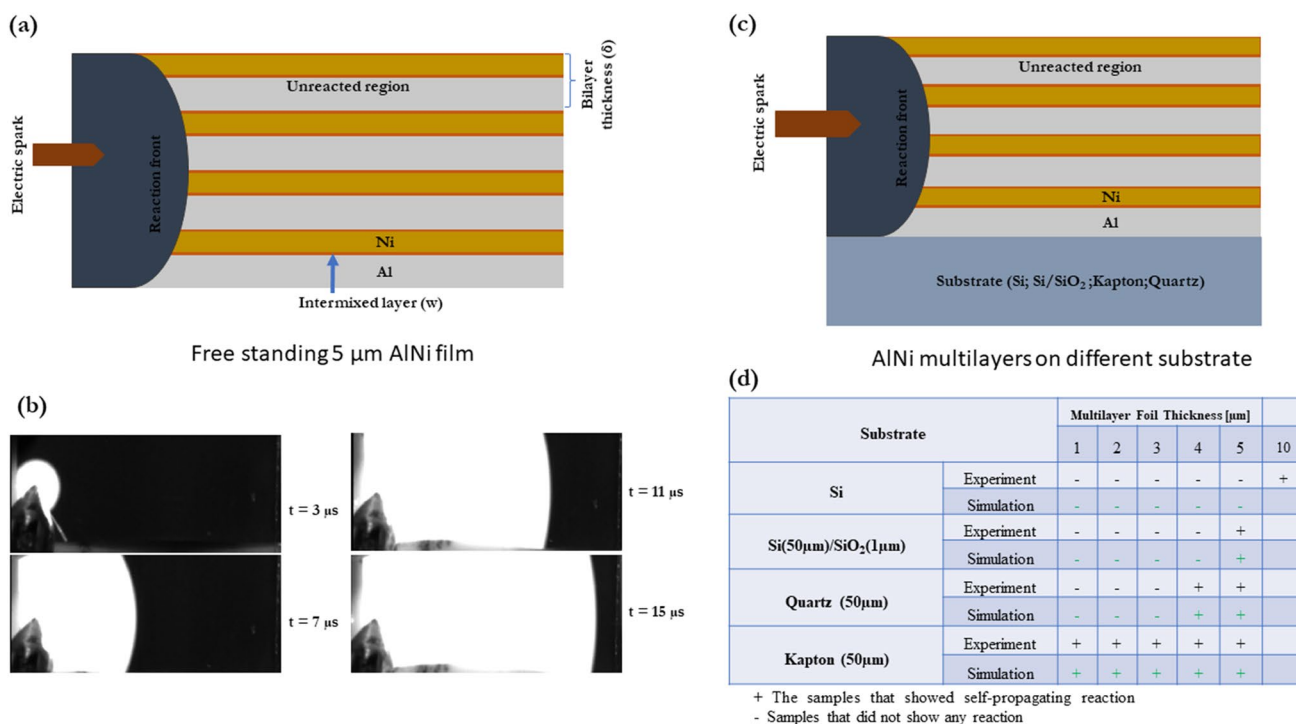 (a)
Electric spark
Reaction front
Unreacted region
Bilayer
thickness (δ)
Ni
Al
Intermixed layer (w)
Free standing 5 µm AlNi film
(b)
t = 3 µs
t = 11 µs
t = 7 µs
t = 15 µs
(c)
Electric spark
Reaction front
Unreacted region
Ni
Al
Substrate (Si; Si/SiO₂ ;Kapton;Quartz)
AlNi multilayers on different substrate
(d)
Substrate Multilayer Foil Thickness [µm]
1 2 3 4 5 10
Si Experiment - - - - - +
Simulation - - - - -
Si(50µm)/SiO₂(1µm) Experiment - - - - +
Simulation - - - - +
Quartz (50µm) Experiment - - - + +
Simulation - - - + +
Kapton (50µm) Experiment + + + + +
Simulation + + + + +
+ The samples that showed self-propagating reaction
- Samples that did not show any reaction